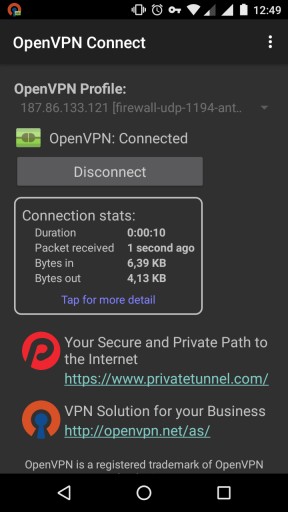 12:49
OpenVPN Connect
OpenVPN Profile:
187.86.133.121 [firewall-udp-1194-ant..
OpenVPN: Connected
Disconnect
Connection stats:
Duration 0:00:10
Packet received 1 second ago
Bytes in 6,39 KB
Bytes out 4,13 KB
Tap for more detail
Your Secure and Private Path to
the Internet
https://www.privatetunnel.com/
VPN Solution for your Business
http://openvpn.net/as/
OpenVPN is a registered trademark of OpenVPN